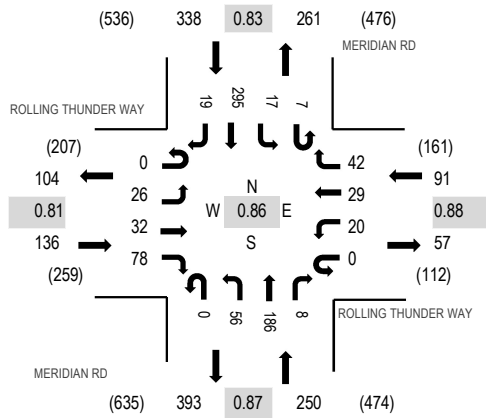 (536) 338 0.83 261 (476)
MERIDIAN RD
19 295 17 7
ROLLING THUNDER WAY
(207)
104
0.81
136
(259)
0
26
32
78
N
W 0.86 E
S
42
29
20
0
(161)
91
0.88
57
(112)
0 56 186 8
ROLLING THUNDER WAY
MERIDIAN RD
(635) 393 0.87 250 (474)